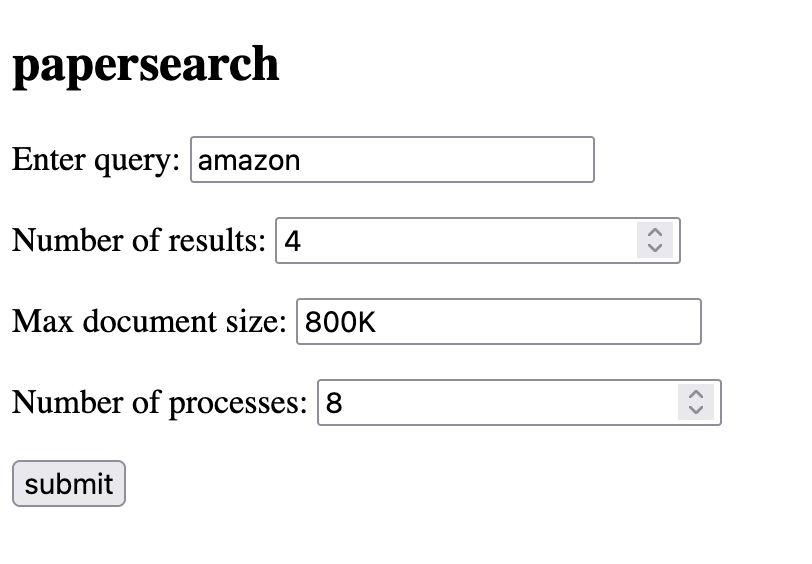 papersearch
Enter query: amazon
Number of results: 4
Max document size: 800K
Number of processes: 8
submit